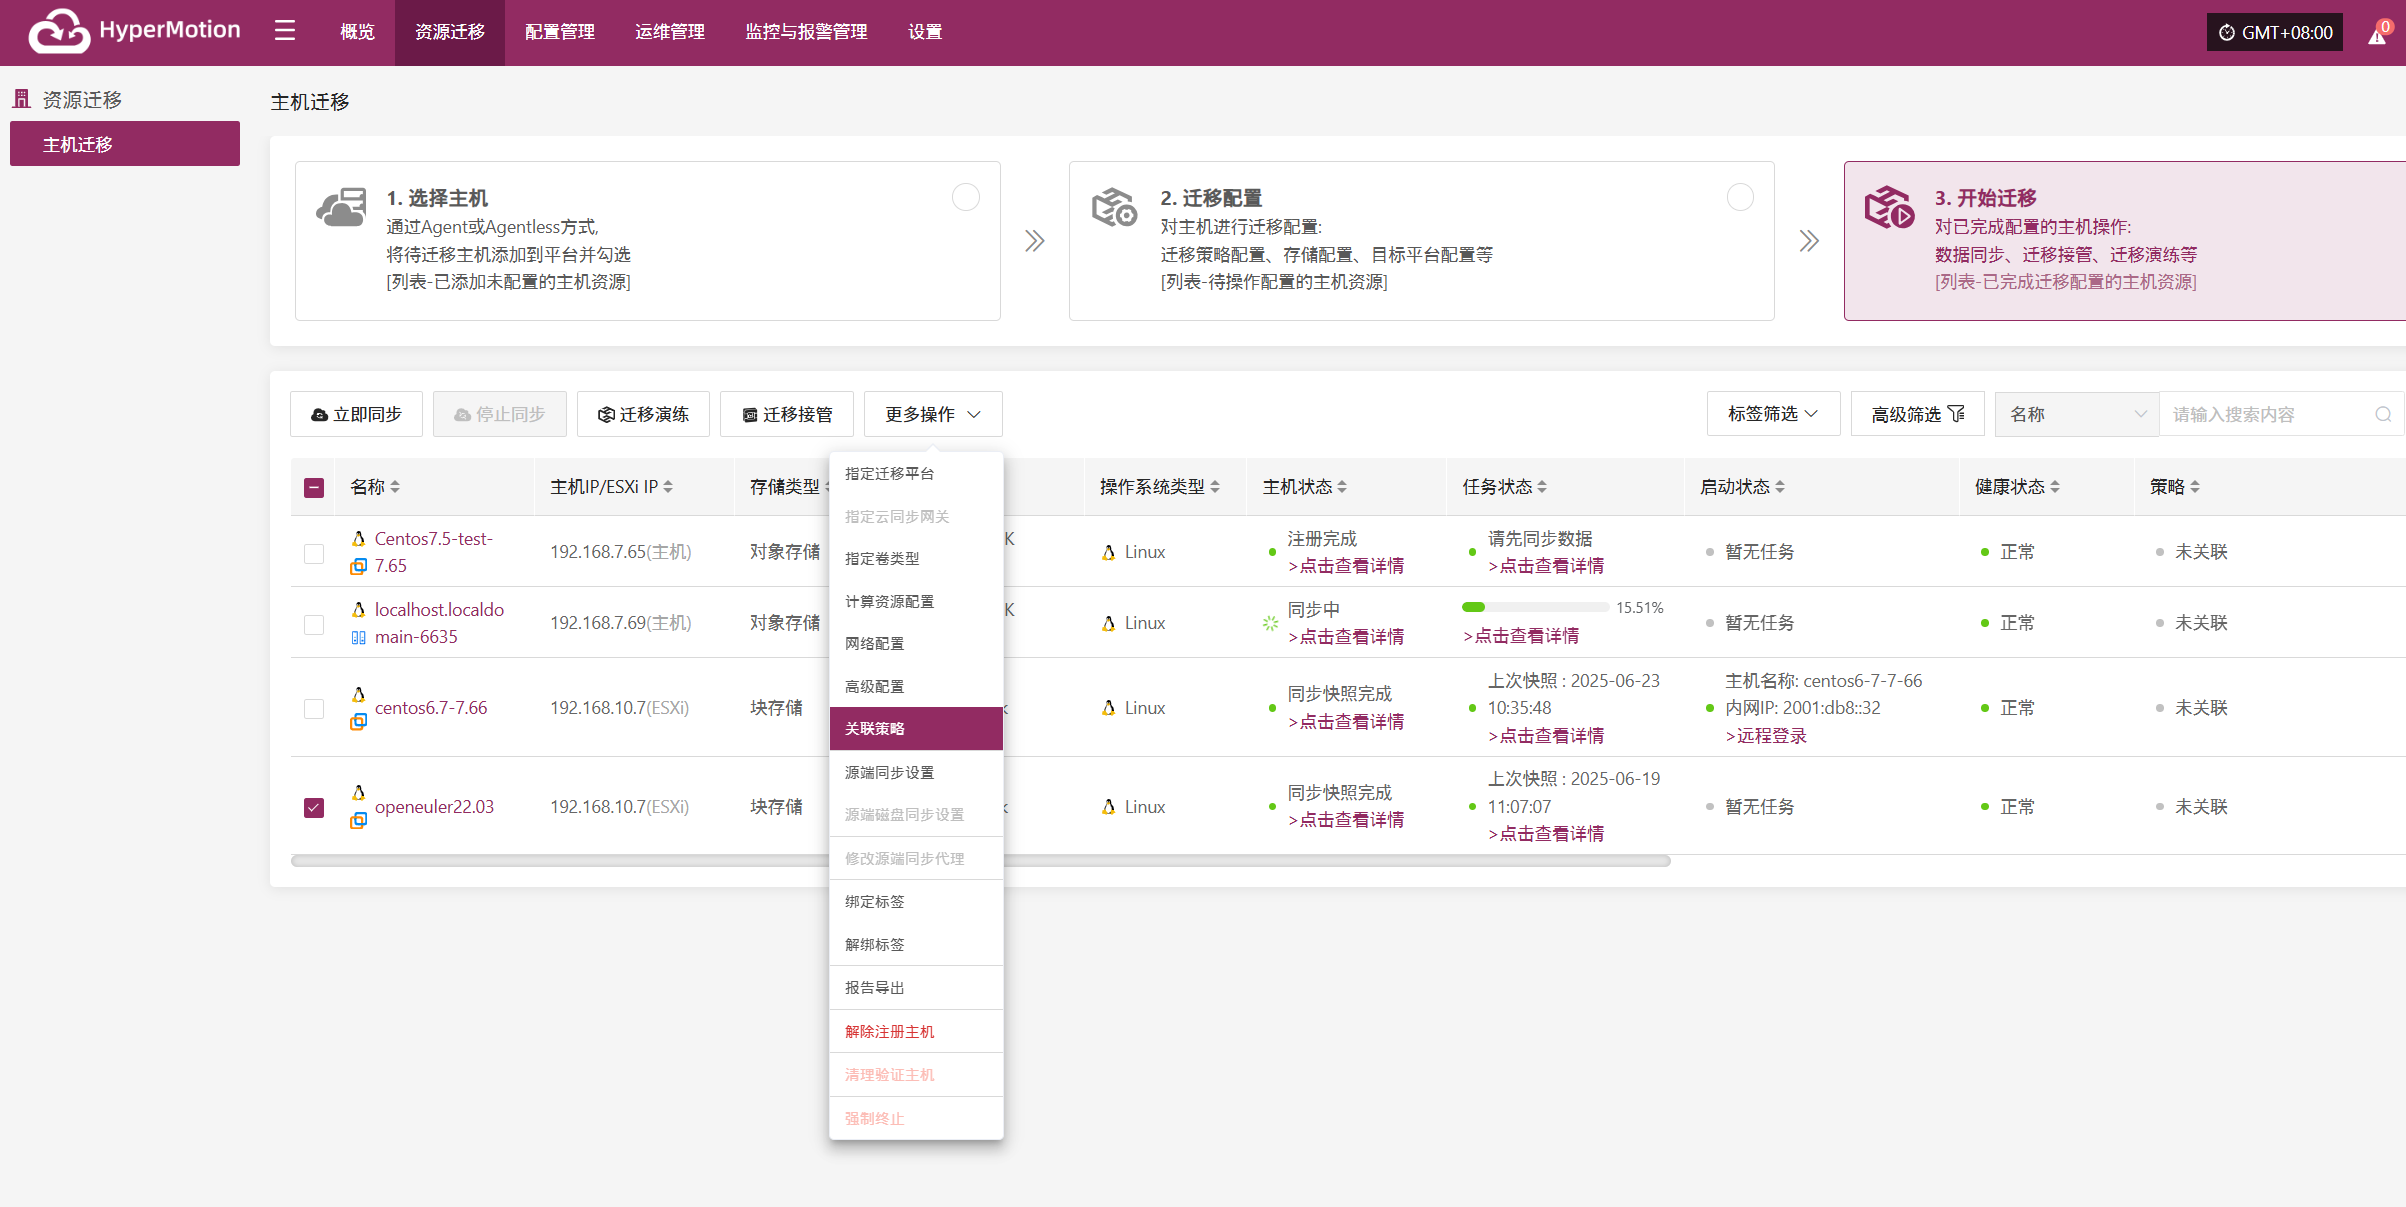 HyperMotion
概览
资源迁移
配置管理
运维管理
监控与报警管理
设置
GMT+08:00
0
资源迁移
主机迁移
主机迁移
1. 选择主机
通过Agent或Agentless方式,
将待迁移主机添加到平台并勾选
[列表-已添加未配置的主机资源]
2. 迁移配置
对主机进行迁移配置:
迁移策略配置、存储配置、目标平台配置等
[列表-待操作配置的主机资源]
3. 开始迁移
对已完成配置的主机操作:
数据同步、迁移接管、迁移演练等
[列表-已完成迁移配置的主机资源]
立即同步
停止同步
迁移演练
迁移接管
更多操作
标签筛选
高级筛选
名称
请输入搜索内容
名称
主机IP/ESXi IP
存储类型
操作系统类型
主机状态
任务状态
启动状态
健康状态
策略
Centos7.5-test-
7.65
192.168.7.65(主机)
对象存储
K
Linux
注册完成
>点击查看详情
请先同步数据
>点击查看详情
暂无任务
正常
未关联
localhost.localdo
main-6635
192.168.7.69(主机)
对象存储
K
Linux
同步中
>点击查看详情
15.51%
>点击查看详情
暂无任务
正常
未关联
centos6.7-7.66
192.168.10.7(ESXi)
块存储
Linux
同步快照完成
>点击查看详情
上次快照 : 2025-06-23
10:35:48
>点击查看详情
主机名称: centos6-7-7-66
内网IP: 2001:db8::32
>远程登录
正常
未关联
openeuler22.03
192.168.10.7(ESXi)
块存储
Linux
同步快照完成
>点击查看详情
上次快照 : 2025-06-19
11:07:07
>点击查看详情
暂无任务
正常
未关联
指定迁移平台
指定云同步网关
指定卷类型
计算资源配置
网络配置
高级配置
关联策略
源端同步设置
源端磁盘同步设置
修改源端同步代理
绑定标签
解绑标签
报告导出
解除注册主机
清理验证主机
强制终止